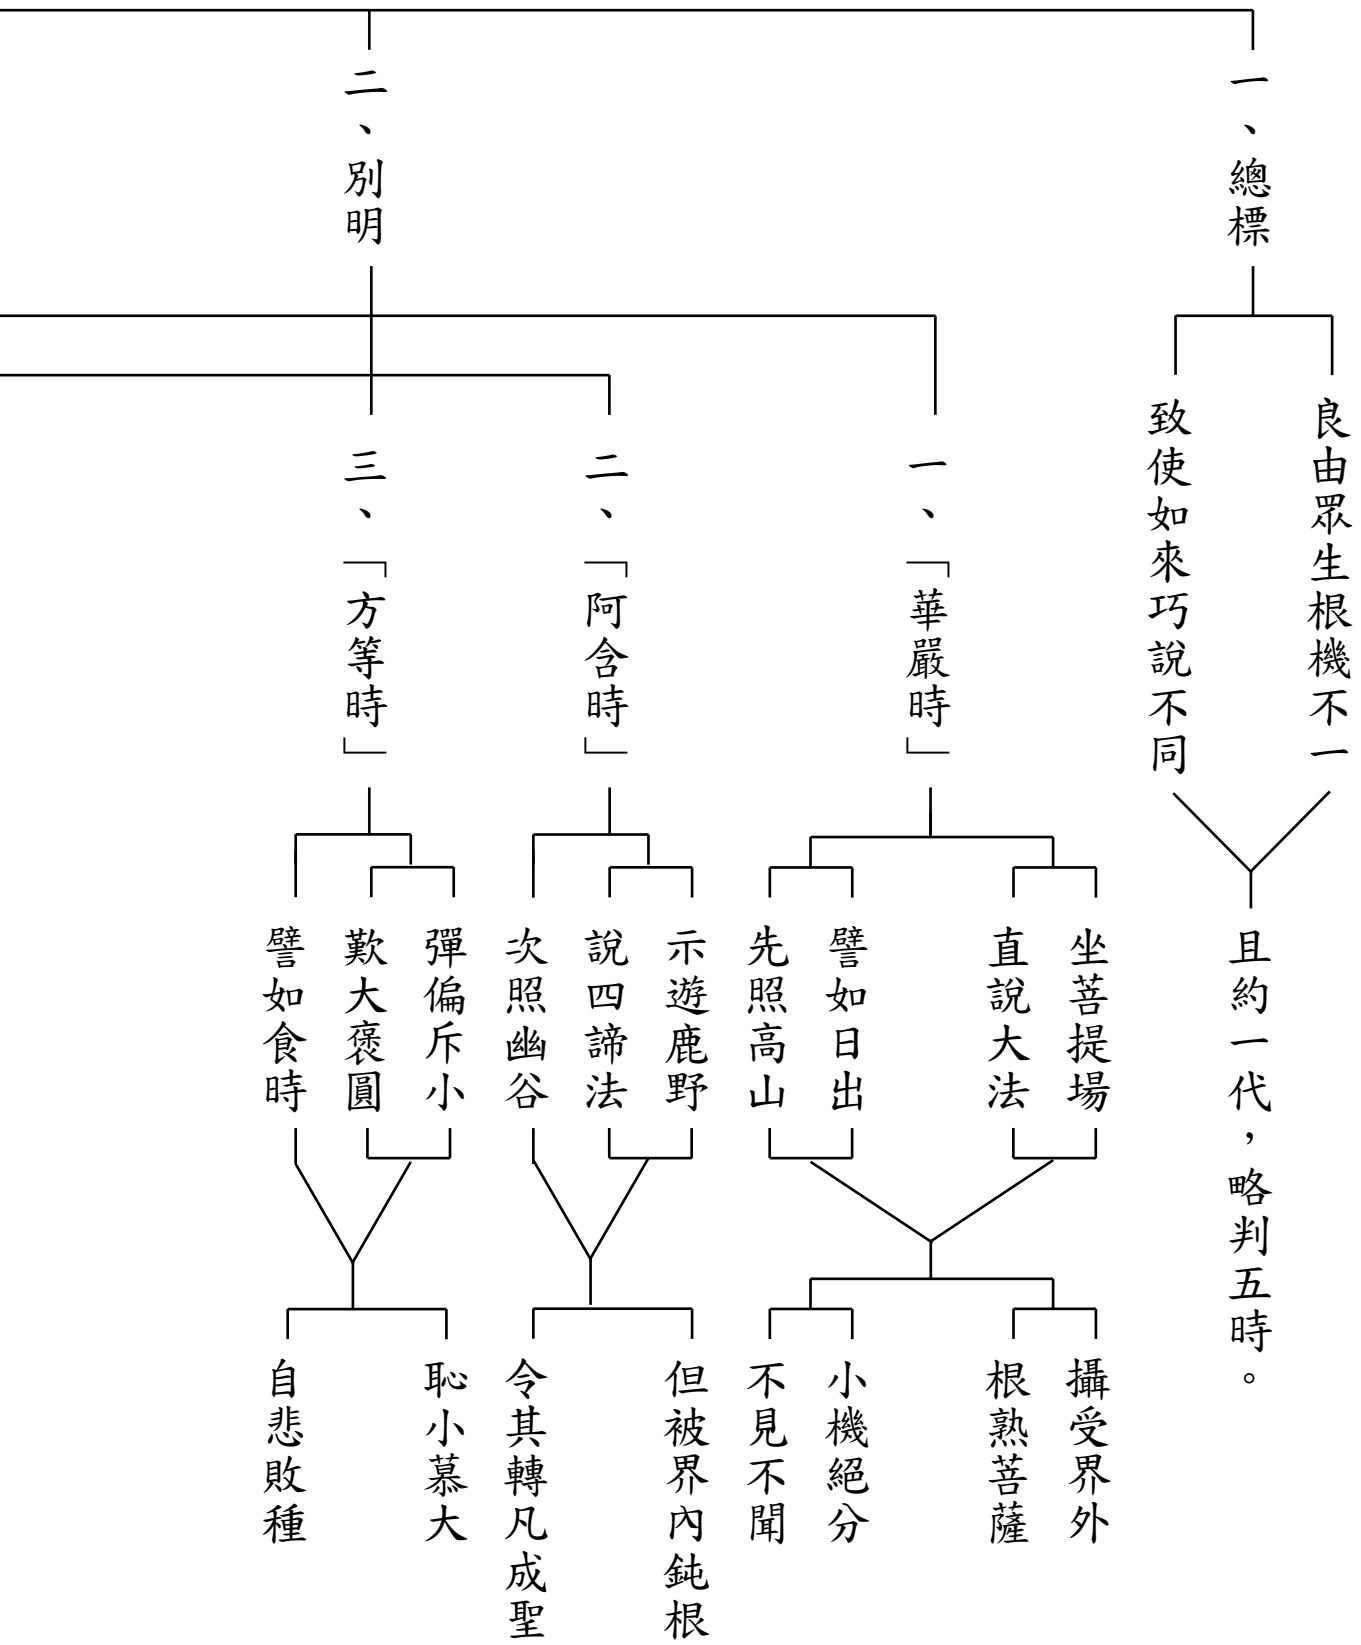 一、總標
良由眾生根機不一
致使如來巧說不同
且約一代，略判五時。
二、別明
一、「華嚴時」
坐菩提場
直說大法
譬如日出
先照高山
攝受界外
根熟菩薩
小機絕分
不見不聞
二、「阿含時」
示遊鹿野
說四諦法
次照幽谷
但被界內鈍根
令其轉凡成聖
三、「方等時」
彈偏斥小
歎大褒圓
譬如食時
恥小慕大
自悲敗種